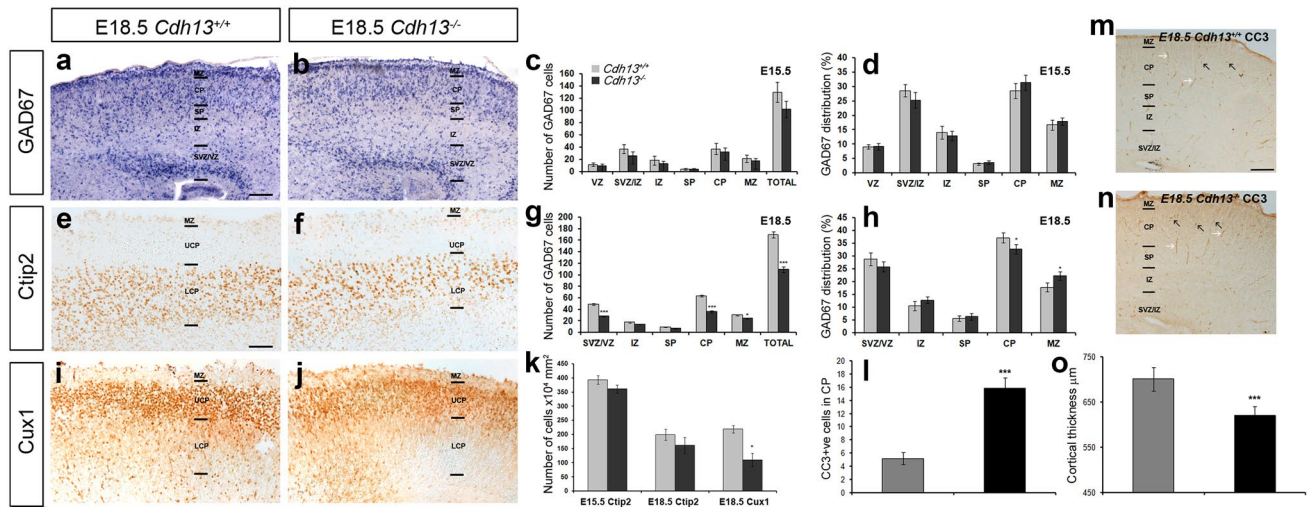 E18.5 Cdh13+/+
E18.5 Cdh13-/-
GAD67
Ctip2
Cux1
a
MZ
CP
SP
IZ
SVZ/VZ
b
MZ
CP
SP
IZ
SVZ/VZ
c
Number of GAD67 cells
160
140
120
100
80
60
40
20
0
Cdh13+/+
Cdh13-/-
E15.5
VZ SVZ/IZ IZ SP CP MZ TOTAL
d
GAD67 distribution (%)
40
35
30
25
20
15
10
5
0
E15.5
VZ SVZ/IZ IZ SP CP MZ
m
E18.5 Cdh13+/+ CC3
MZ
CP
SP
IZ
SVZ/IZ
e
MZ
UCP
LCP
f
MZ
UCP
LCP
g
Number of GAD67 cells
180
160
140
120
100
80
60
40
20
0
E18.5
*** *** * ***
SVZ/VZ IZ SP CP MZ TOTAL
h
GAD67 distribution (%)
40
35
30
25
20
15
10
5
0
E18.5
* *
SVZ/VZ IZ SP CP MZ
n
E18.5 Cdh13-/- CC3
MZ
CP
SP
IZ
SVZ/IZ
i
MZ
UCP
LCP
j
MZ
UCP
LCP
k
Number of cells x10⁴ mm²
450
400
350
300
250
200
150
100
50
0
*
E15.5 Ctip2 E18.5 Ctip2 E18.5 Cux1
l
CC3+ve cells in CP
20
18
16
14
12
10
8
6
4
2
0
***
o
Cortical thickness µm
750
650
550
450
***